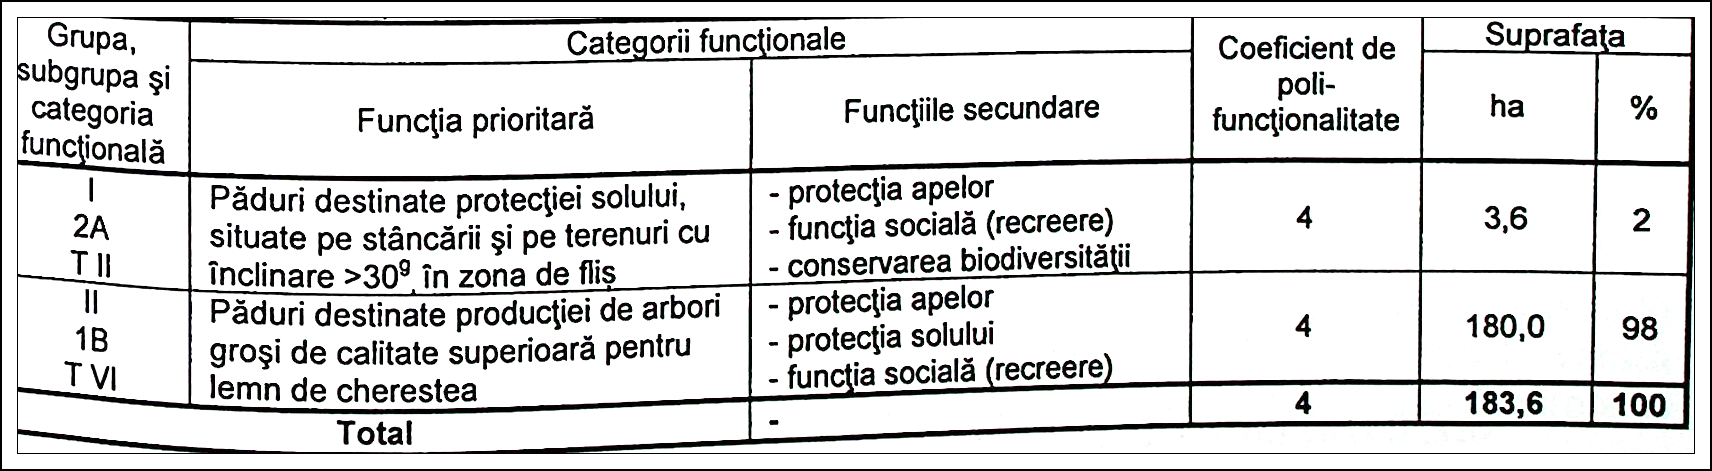 Grupa,
subgrupa şi
categoria
funcţională
Categorii funcţionale
Funcţia prioritară
Funcţiile secundare
Coeficient de
poli-
funcţionalitate
Suprafaţa
ha
%
I
2A
T II
Păduri destinate protecţiei solului,
situate pe stâncării şi pe terenuri cu
înclinare >30g, în zona de fliş
- protecţia apelor
- funcţia socială (recreere)
- conservarea biodiversităţii
4
3,6
2
II
1B
T VI
Păduri destinate producţiei de arbori
groşi de calitate superioară pentru
lemn de cherestea
- protecţia apelor
- protecţia solului
- funcţia socială (recreere)
4
180,0
98
Total
-
4
183,6
100